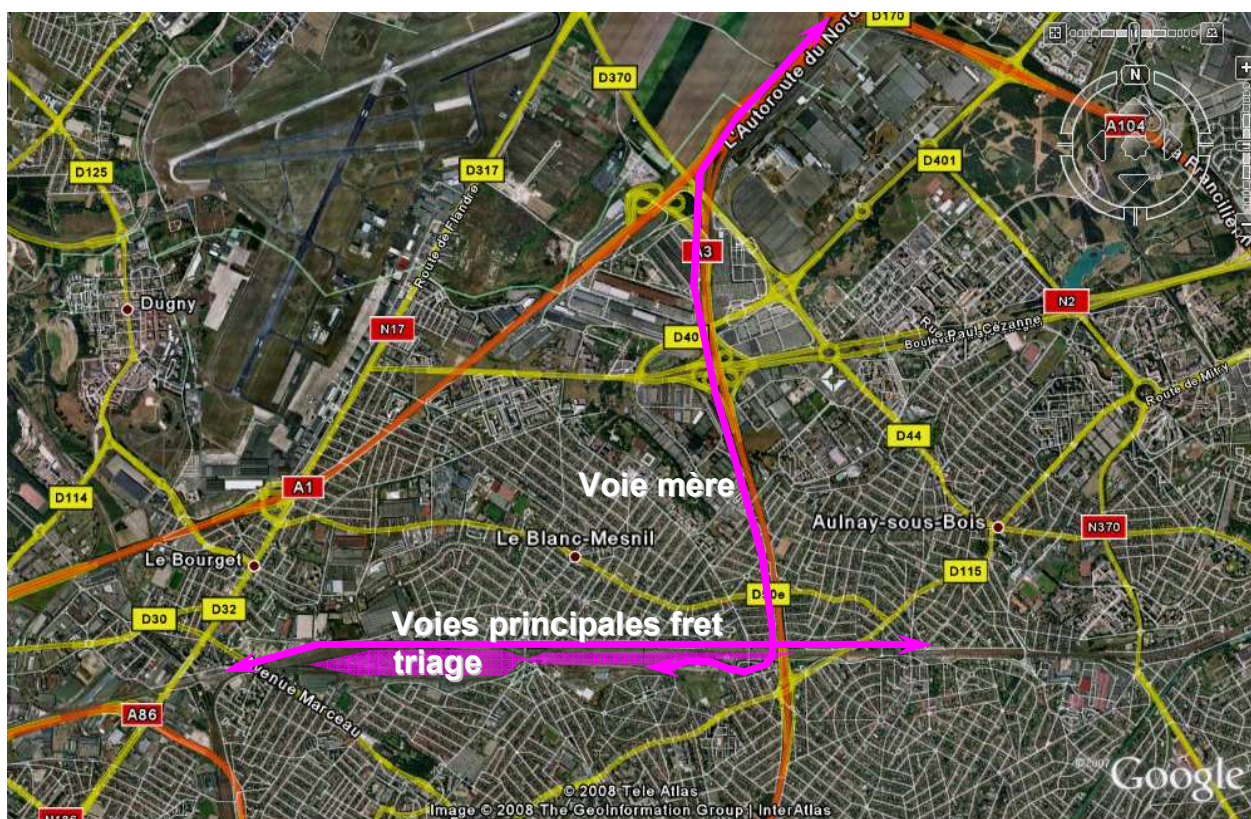 D170
L'Autoroute du Nord
D370
A104
La Francilienne
D401
D125
D317
Route de Flandre
A3
N
Dugny
N2
N17
Rue
D40
Boulevard Paul Cézanne
Route de Mitry
D44
Voie mère
A1
D114
Aulnay-sous-Bois
N370
Le Blanc-Mesnil
Le Bourget
D115
D50e
D32
D30
Voies principales fret
triage
Avenue Marceau
A86
©2007 Google
© 2008 Tele Atlas
Image © 2008 The GeoInformation Group | InterAtlas
N186